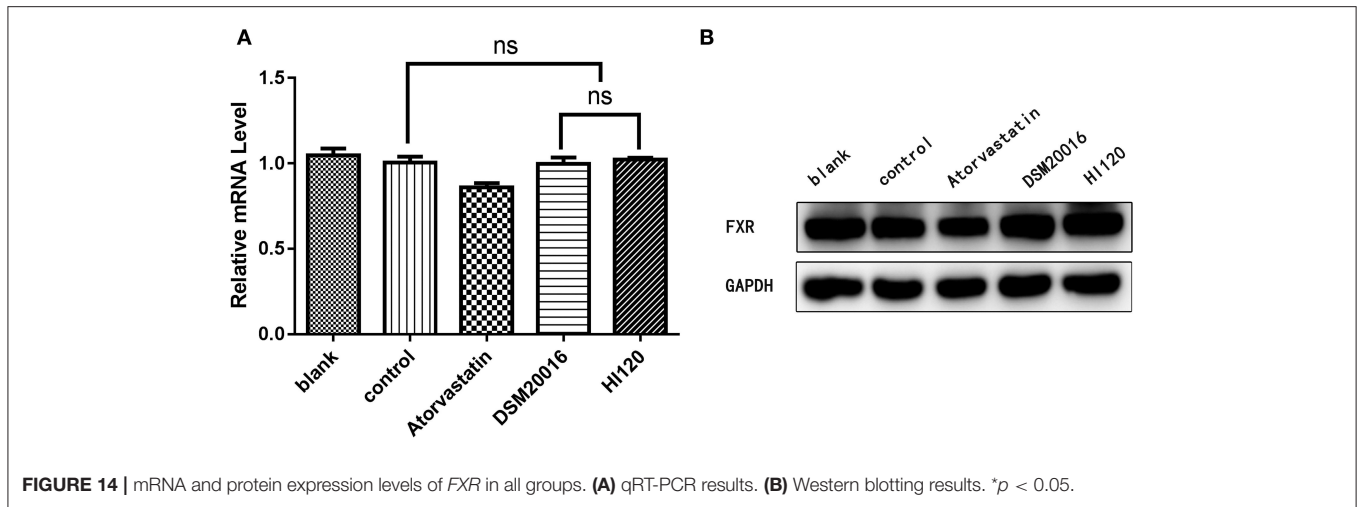 A
ns
ns
Relative mRNA Level
1.5
1.0
0.5
0.0
blank
control
Atorvastatin
DSM20016
HI120
B
blank
control
Atorvastatin
DSM20016
HI120
FXR
GAPDH
FIGURE 14 | mRNA and protein expression levels of FXR in all groups. (A) qRT-PCR results. (B) Western blotting results. *p < 0.05.